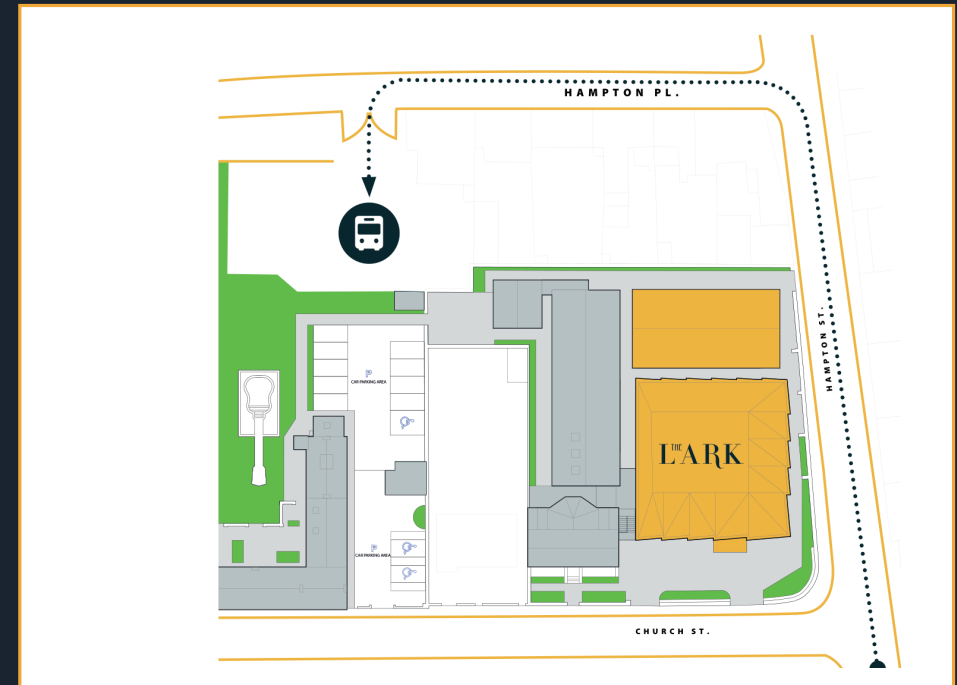 HAMPTON PL.
HAMPTON ST.
CAR PARKING AREA
THE
LARK
CAR PARKING AREA
CHURCH ST.